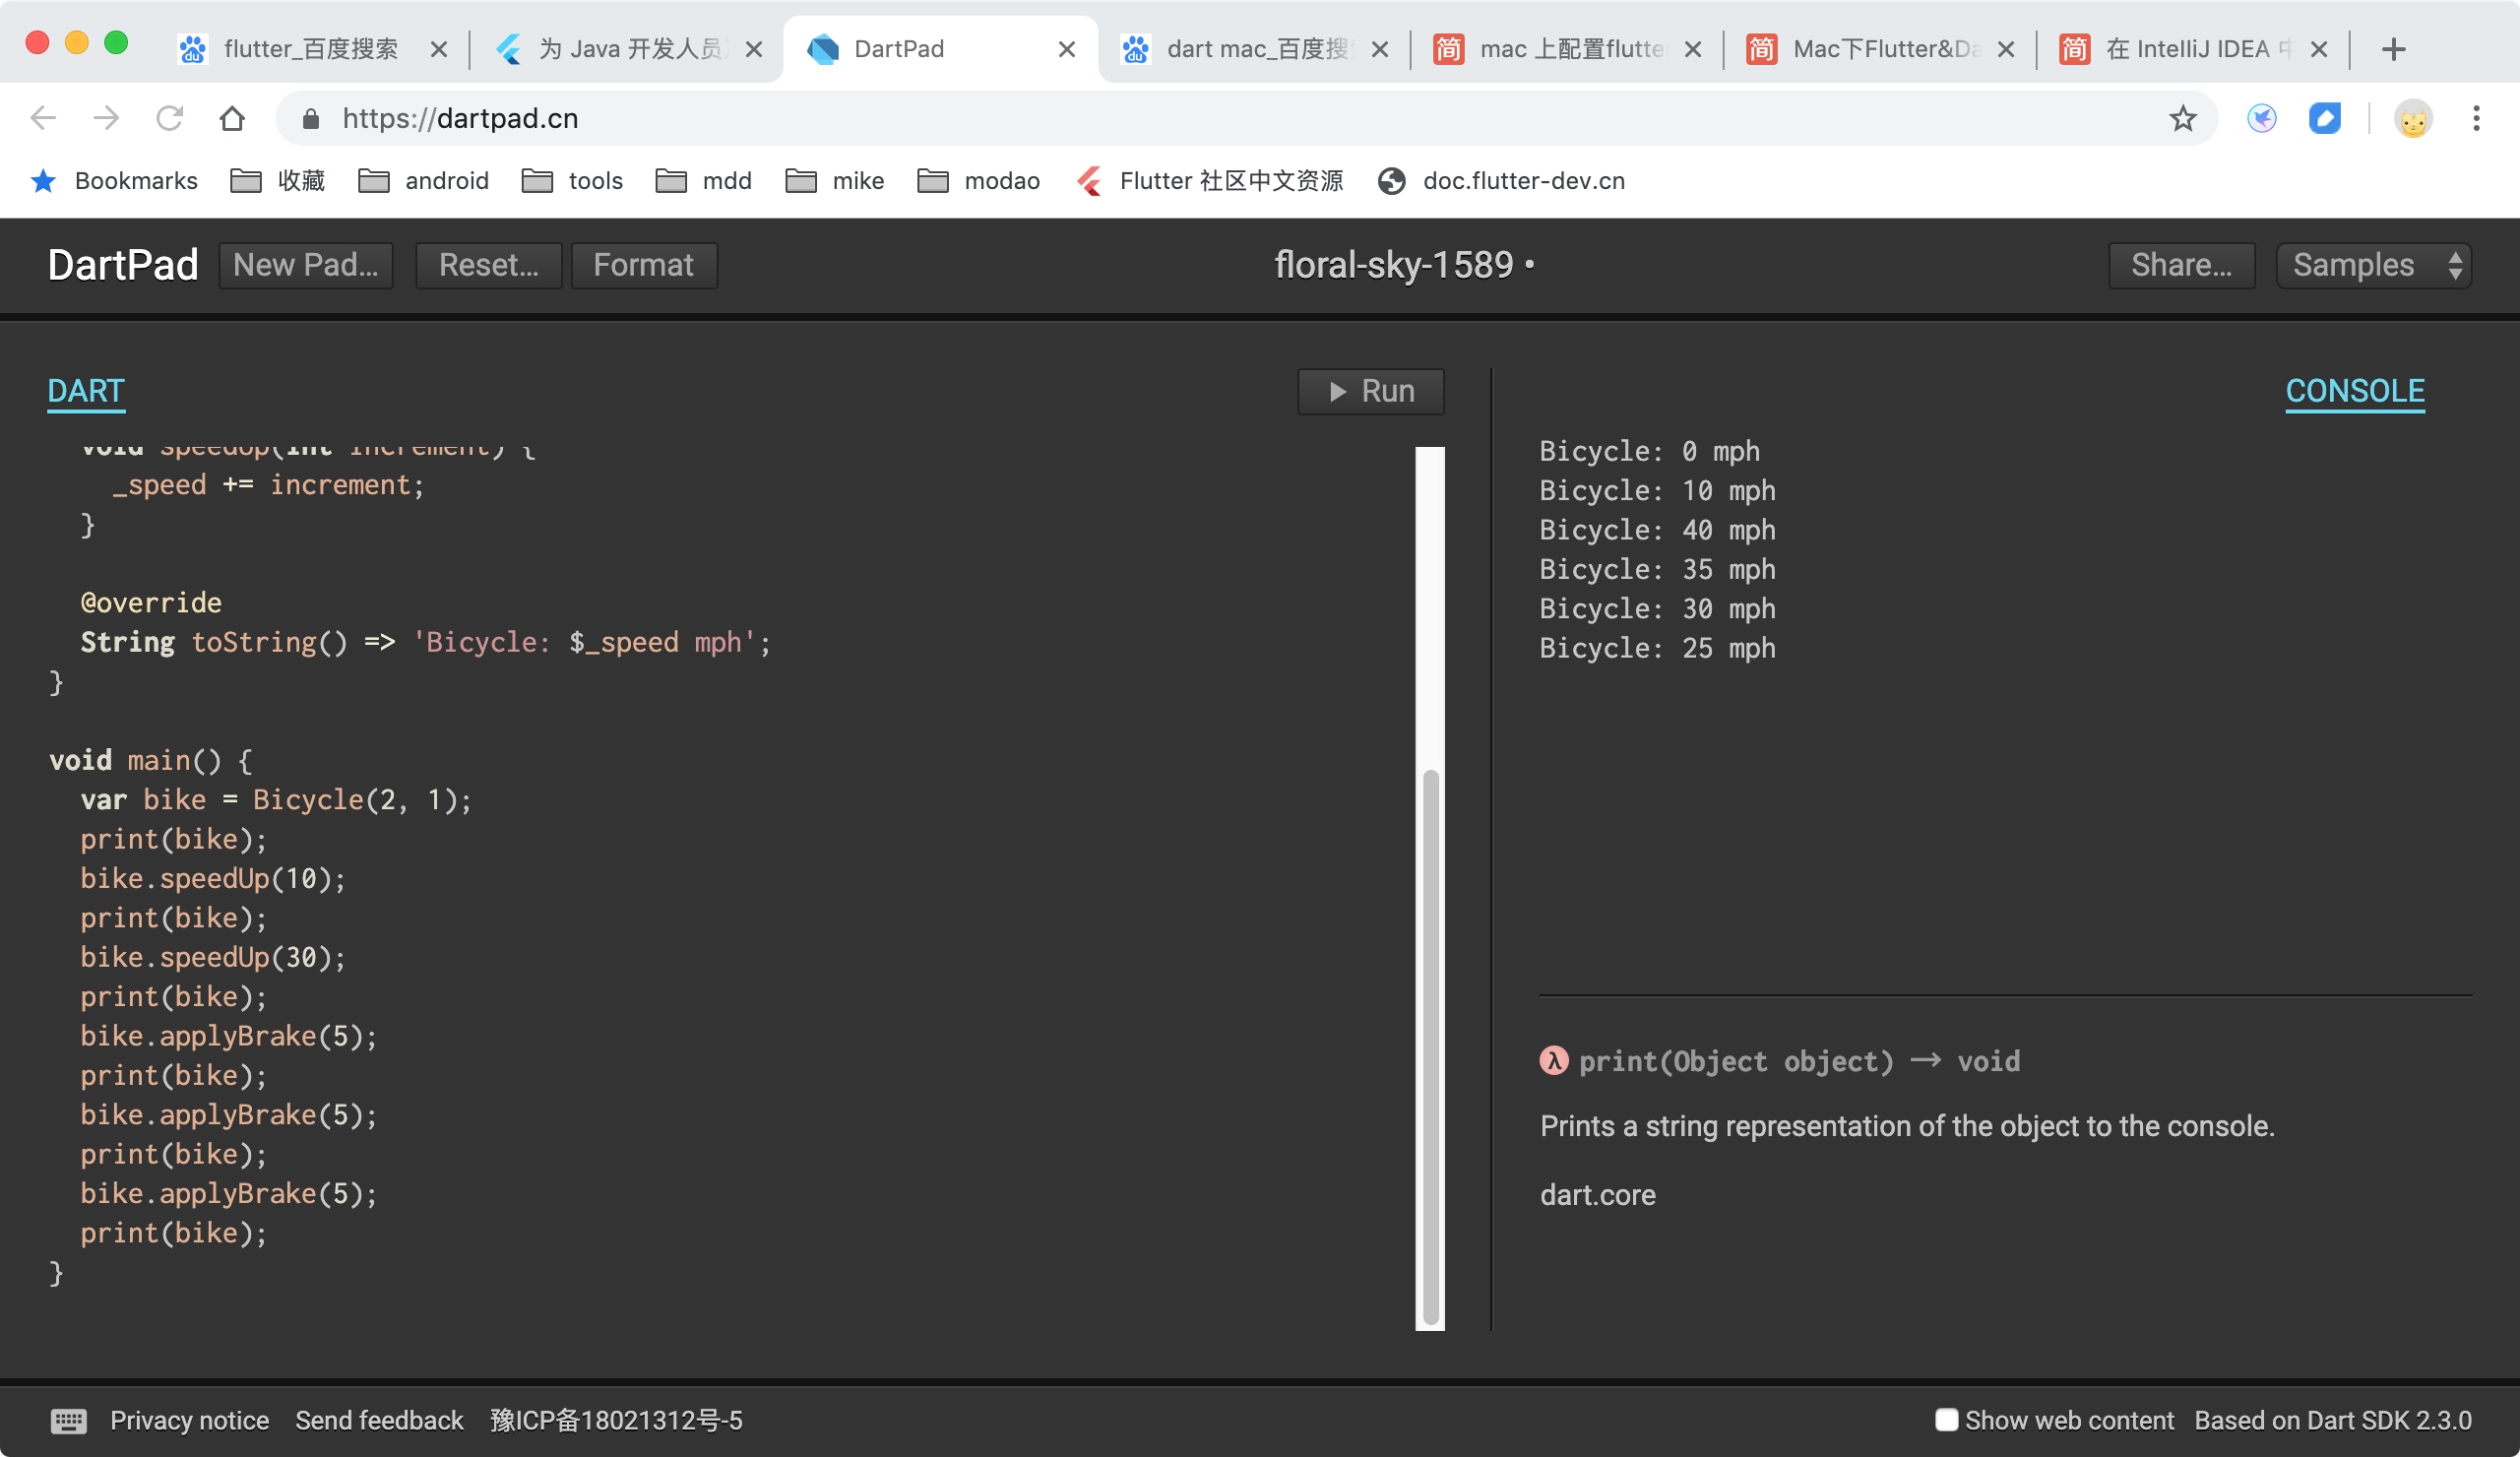 flutter_百度搜索
为 Java 开发人员
DartPad
dart mac_百度搜
mac 上配置flutte
Mac下Flutter&Da
在 IntelliJ IDEA
https://dartpad.cn
Bookmarks 收藏 android tools mdd mike modao Flutter 社区中文资源 doc.flutter-dev.cn
DartPad New Pad... Reset... Format floral-sky-1589 • Share... Samples
DART
Run
void speedUp(int increment) {
_speed += increment;
}
@override
String toString() => 'Bicycle: $_speed mph';
}
void main() {
var bike = Bicycle(2, 1);
print(bike);
bike.speedUp(10);
print(bike);
bike.speedUp(30);
print(bike);
bike.applyBrake(5);
print(bike);
bike.applyBrake(5);
print(bike);
bike.applyBrake(5);
print(bike);
}
CONSOLE
Bicycle: 0 mph
Bicycle: 10 mph
Bicycle: 40 mph
Bicycle: 35 mph
Bicycle: 30 mph
Bicycle: 25 mph
λ print(Object object) → void
Prints a string representation of the object to the console.
dart.core
Privacy notice Send feedback 豫ICP备18021312号-5 Show web content Based on Dart SDK 2.3.0